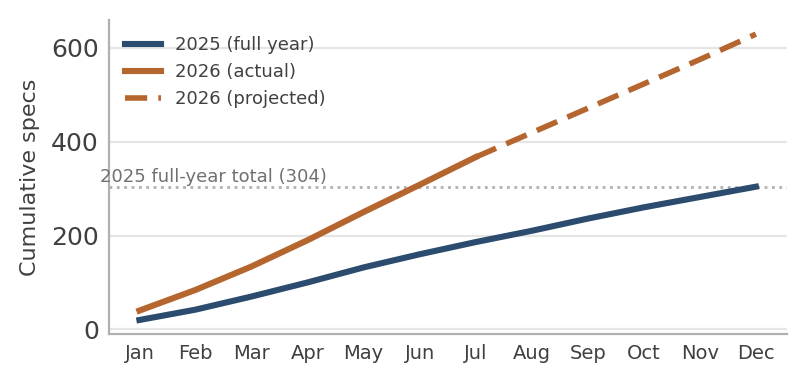 2025 (full year)
2026 (actual)
2026 (projected)
2025 full-year total (304)
Cumulative specs
600
400
200
0
Jan Feb Mar Apr May Jun Jul Aug Sep Oct Nov Dec